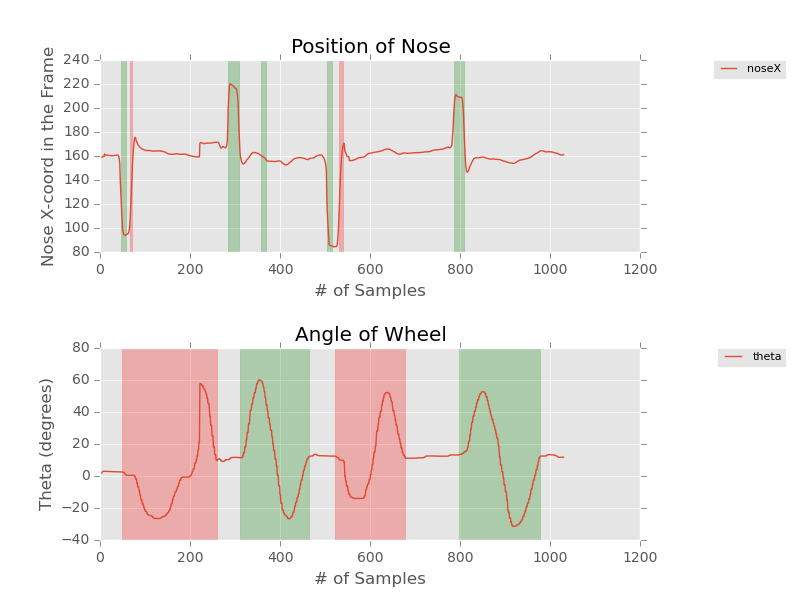 Position of Nose
Nose X-coord in the Frame
240
220
200
180
160
140
120
100
80
0 200 400 600 800 1000 1200
# of Samples
noseX
Angle of Wheel
Theta (degrees)
80
60
40
20
0
−20
−40
0 200 400 600 800 1000 1200
# of Samples
theta